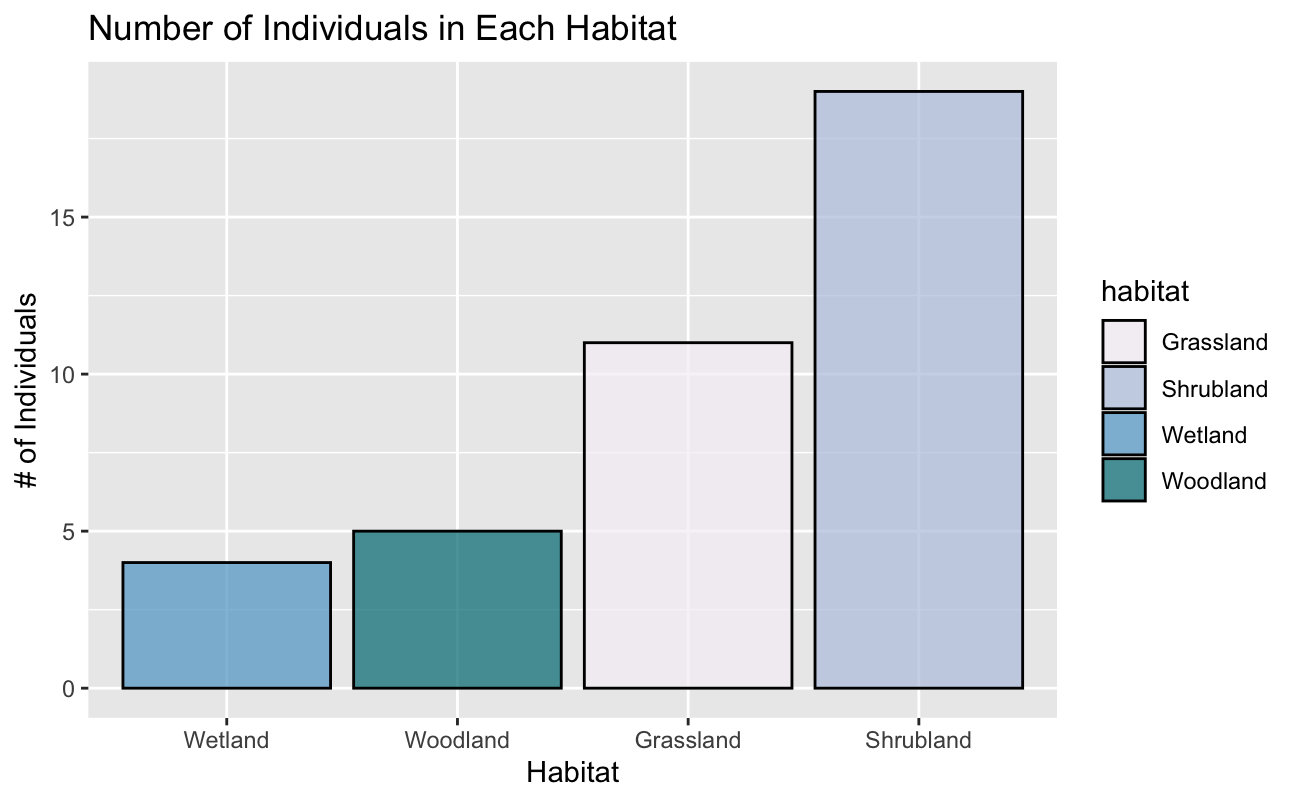 Number of Individuals in Each Habitat
# of Individuals
15
10
5
0
Wetland Woodland Grassland Shrubland
Habitat
habitat
Grassland
Shrubland
Wetland
Woodland